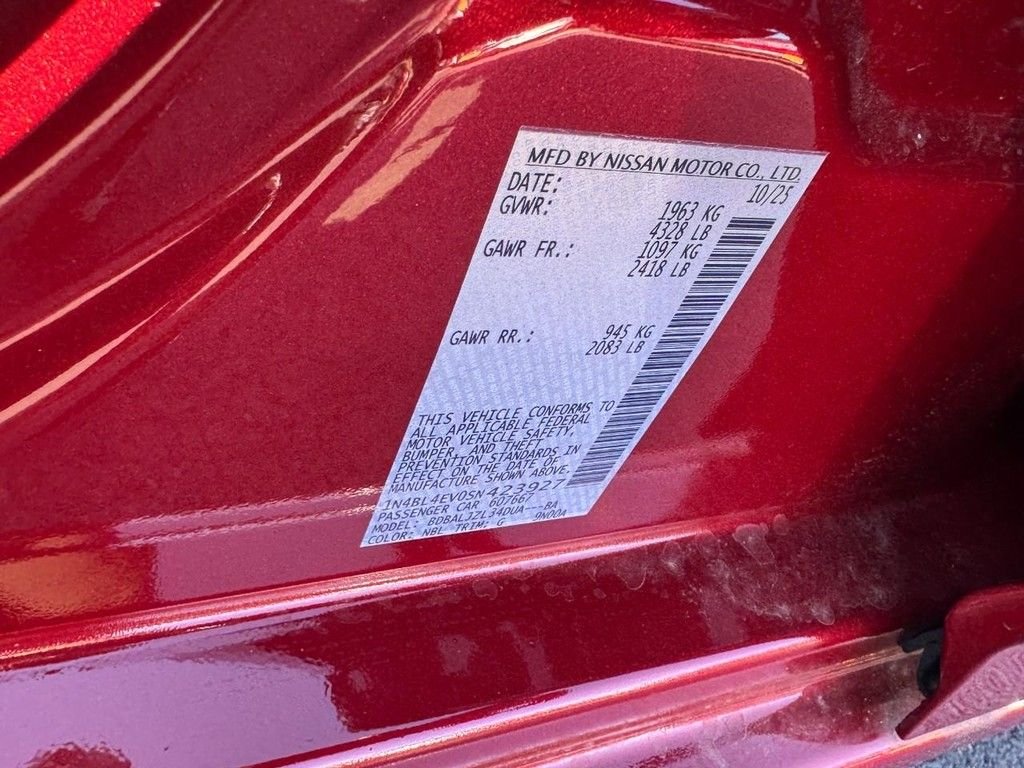 MFD BY NISSAN MOTOR CO., LTD.
DATE: 10/25
GVWR: 1963 KG
4328 LB
GAWR FR.: 1097 KG
2418 LB
GAWR RR.: 945 KG
2083 LB
THIS VEHICLE CONFORMS TO
ALL APPLICABLE FEDERAL
MOTOR VEHICLE SAFETY,
BUMPER, AND THEFT
PREVENTION STANDARDS IN
EFFECT ON THE DATE OF
MANUFACTURE SHOWN ABOVE.
1N4BL4EV0SN423927
PASSENGER CAR 607667
MODEL: BDBALJZL34DUA---BA
COLOR: NBL TRIM: G 9N00A